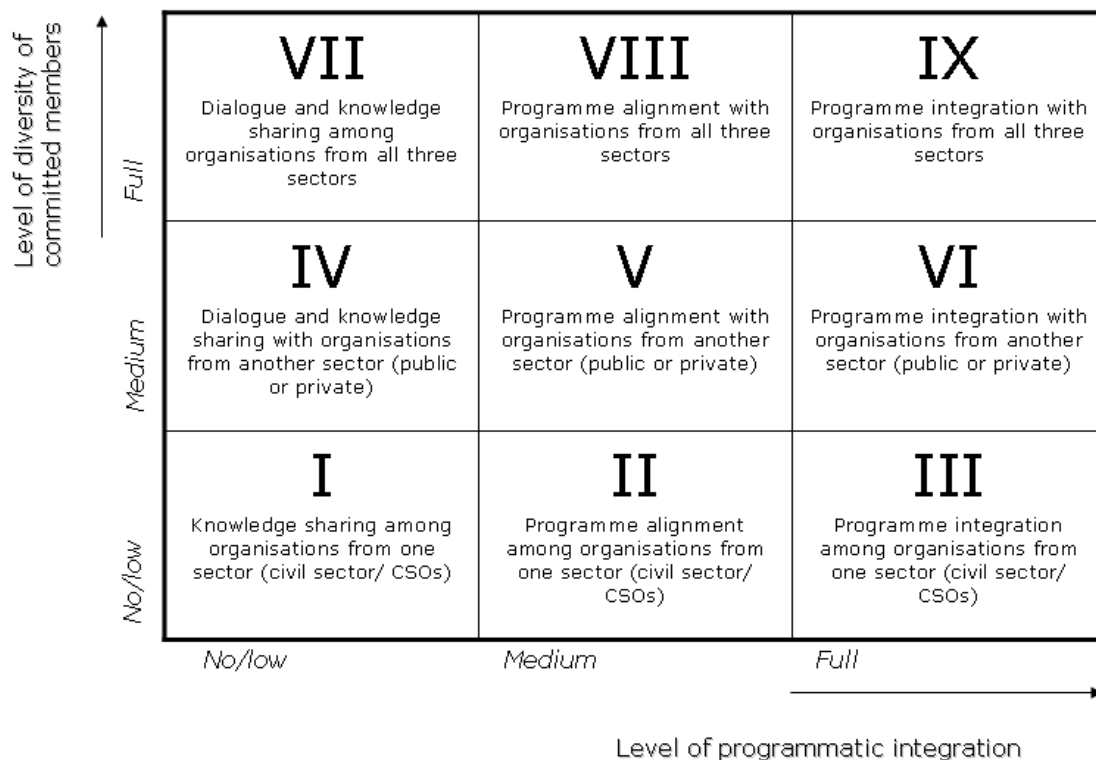 Level of diversity of
committed members
Full
VII
Dialogue and knowledge
sharing among
organisations from all three
sectors
VIII
Programme alignment with
organisations from all three
sectors
IX
Programme integration with
organisations from all three
sectors
Medium
IV
Dialogue and knowledge
sharing with organisations
from another sector (public
or private)
V
Programme alignment with
organisations from another
sector (public or private)
VI
Programme integration with
organisations from another
sector (public or private)
No/low
I
Knowledge sharing among
organisations from one
sector (civil sector/ CSOs)
II
Programme alignment
among organisations from
one sector (civil sector/
CSOs)
III
Programme integration
among organisations from
one sector (civil sector/
CSOs)
No/low
Medium
Full
Level of programmatic integration